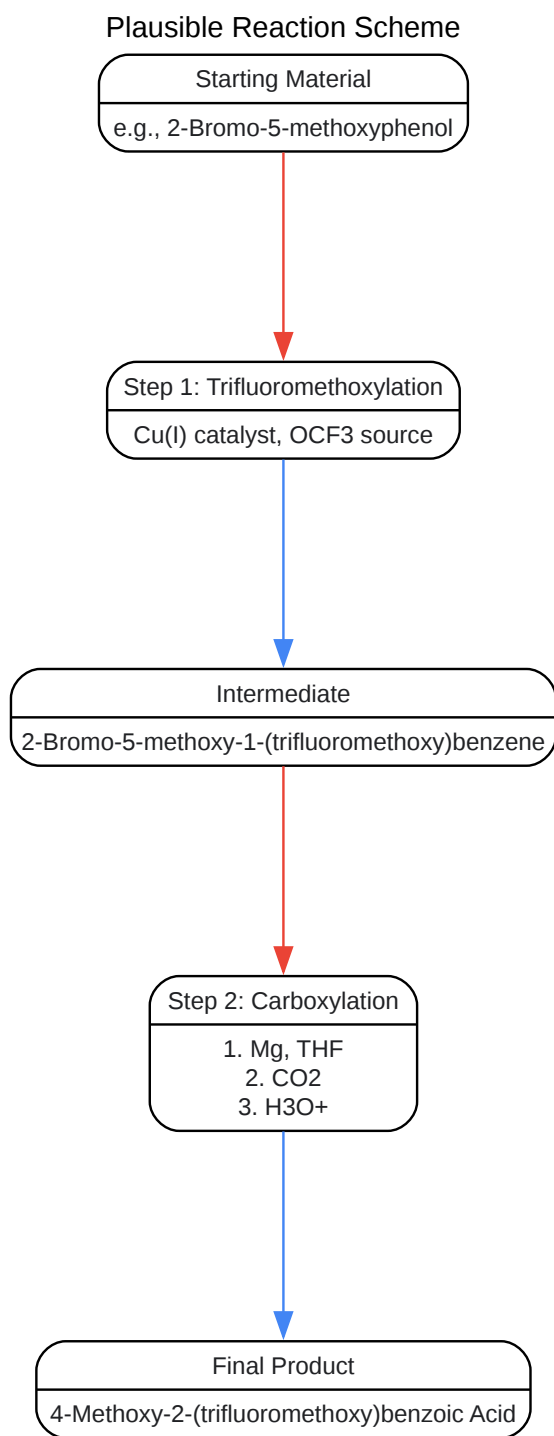 Plausible Reaction Scheme
Starting Material
e.g., 2-Bromo-5-methoxyphenol
Step 1: Trifluoromethoxylation
Cu(I) catalyst, OCF3 source
Intermediate
2-Bromo-5-methoxy-1-(trifluoromethoxy)benzene
Step 2: Carboxylation
1. Mg, THF
2. CO2
3. H3O+
Final Product
4-Methoxy-2-(trifluoromethoxy)benzoic Acid